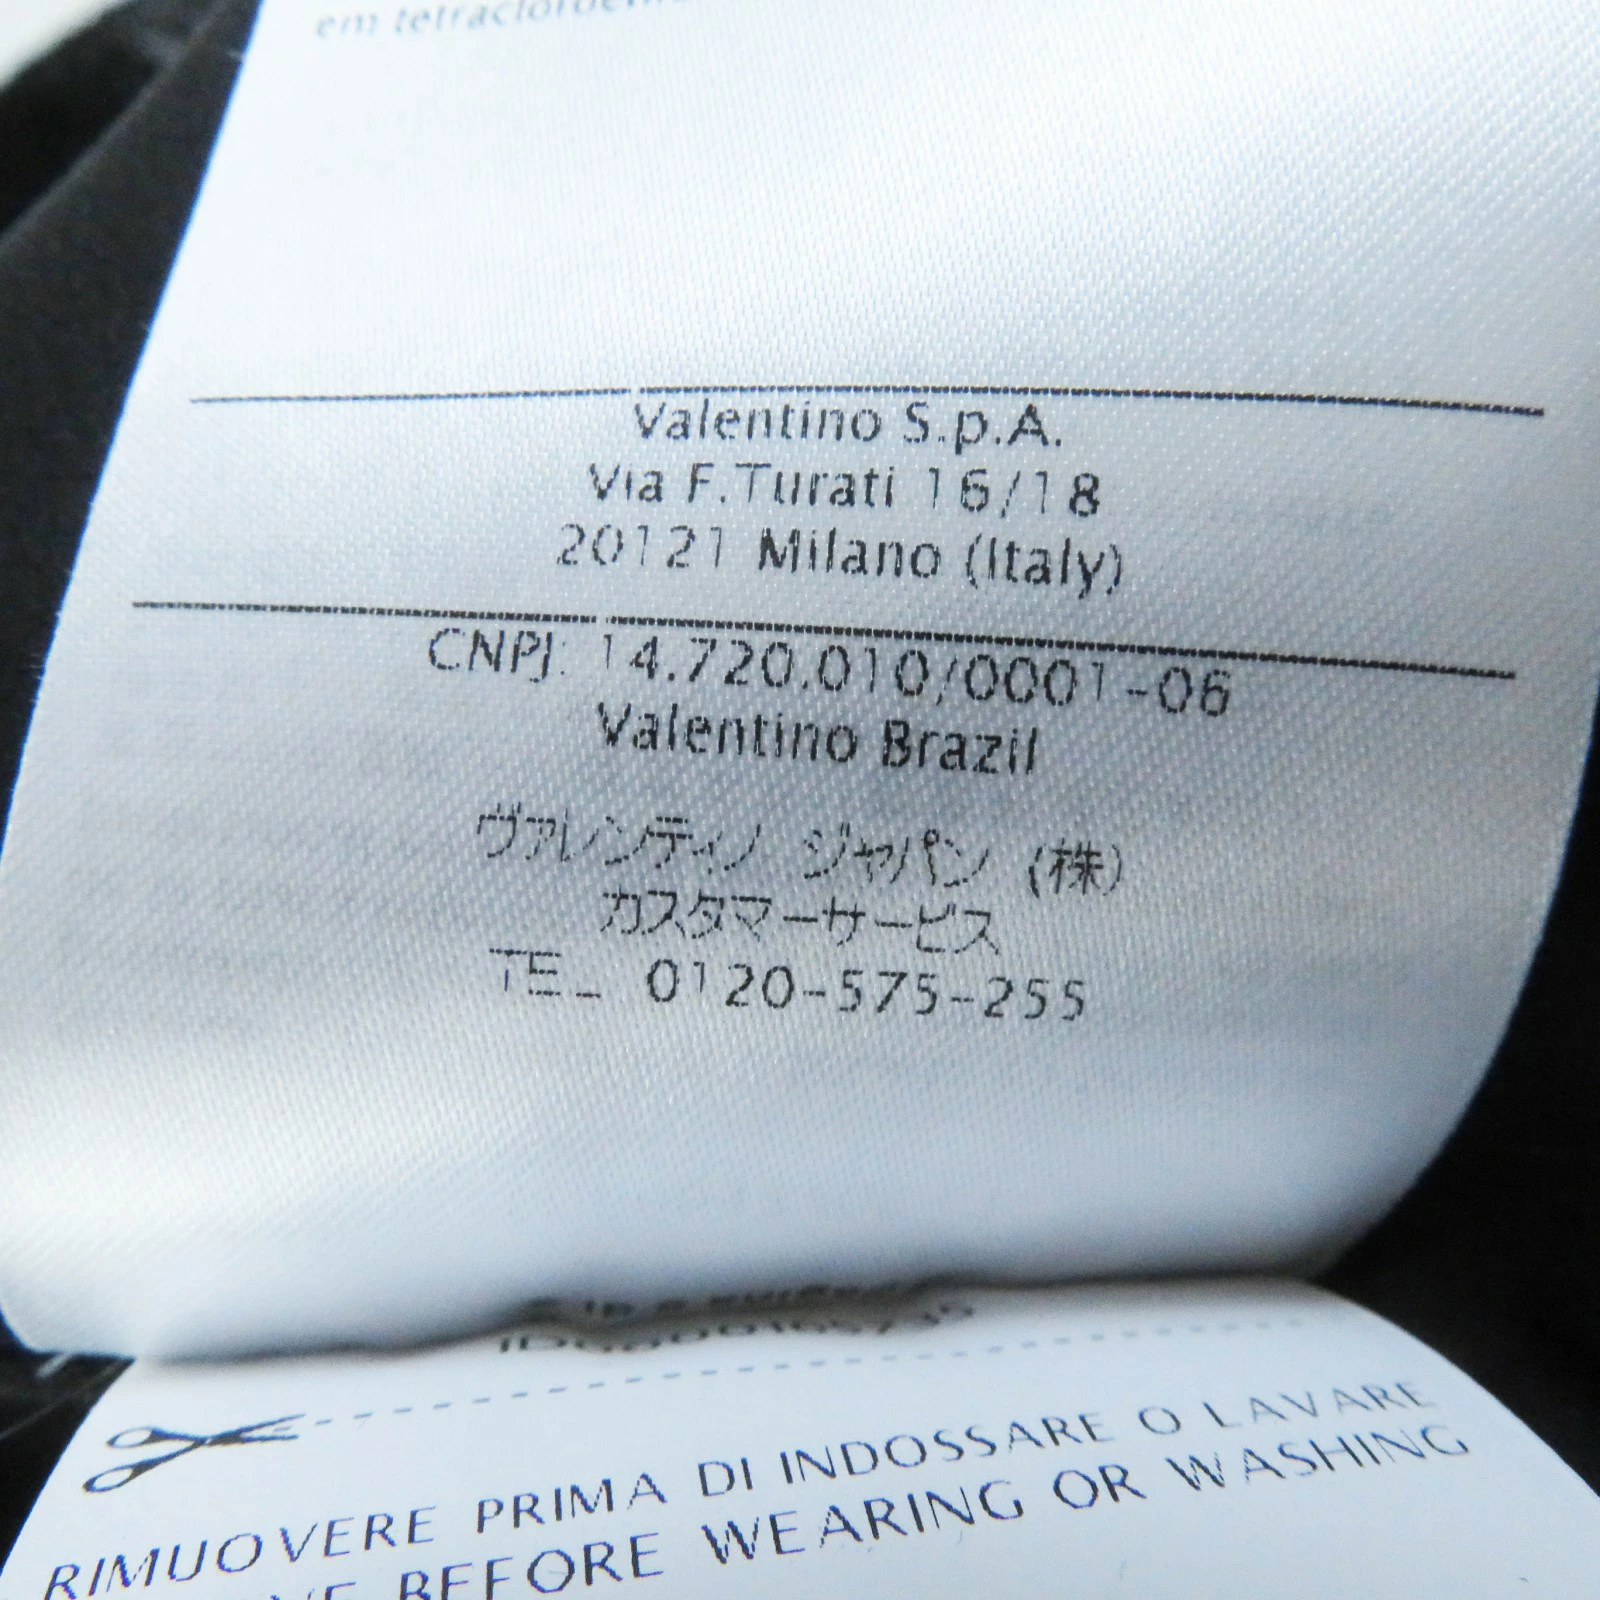 em
Valentino S.p.A.
Via F.Turati 16/18
20121 Milano (Italy)
CNPJ: 14.720.010/0001-06
Valentino Brazil
ヴァレンティノ ジャパン (株)
カスタマーサービス
TEL 0120-575-255
RIMUOVERE PRIMA DI INDOSSARE O LAVARE
BEFORE WEARING OR WASHING